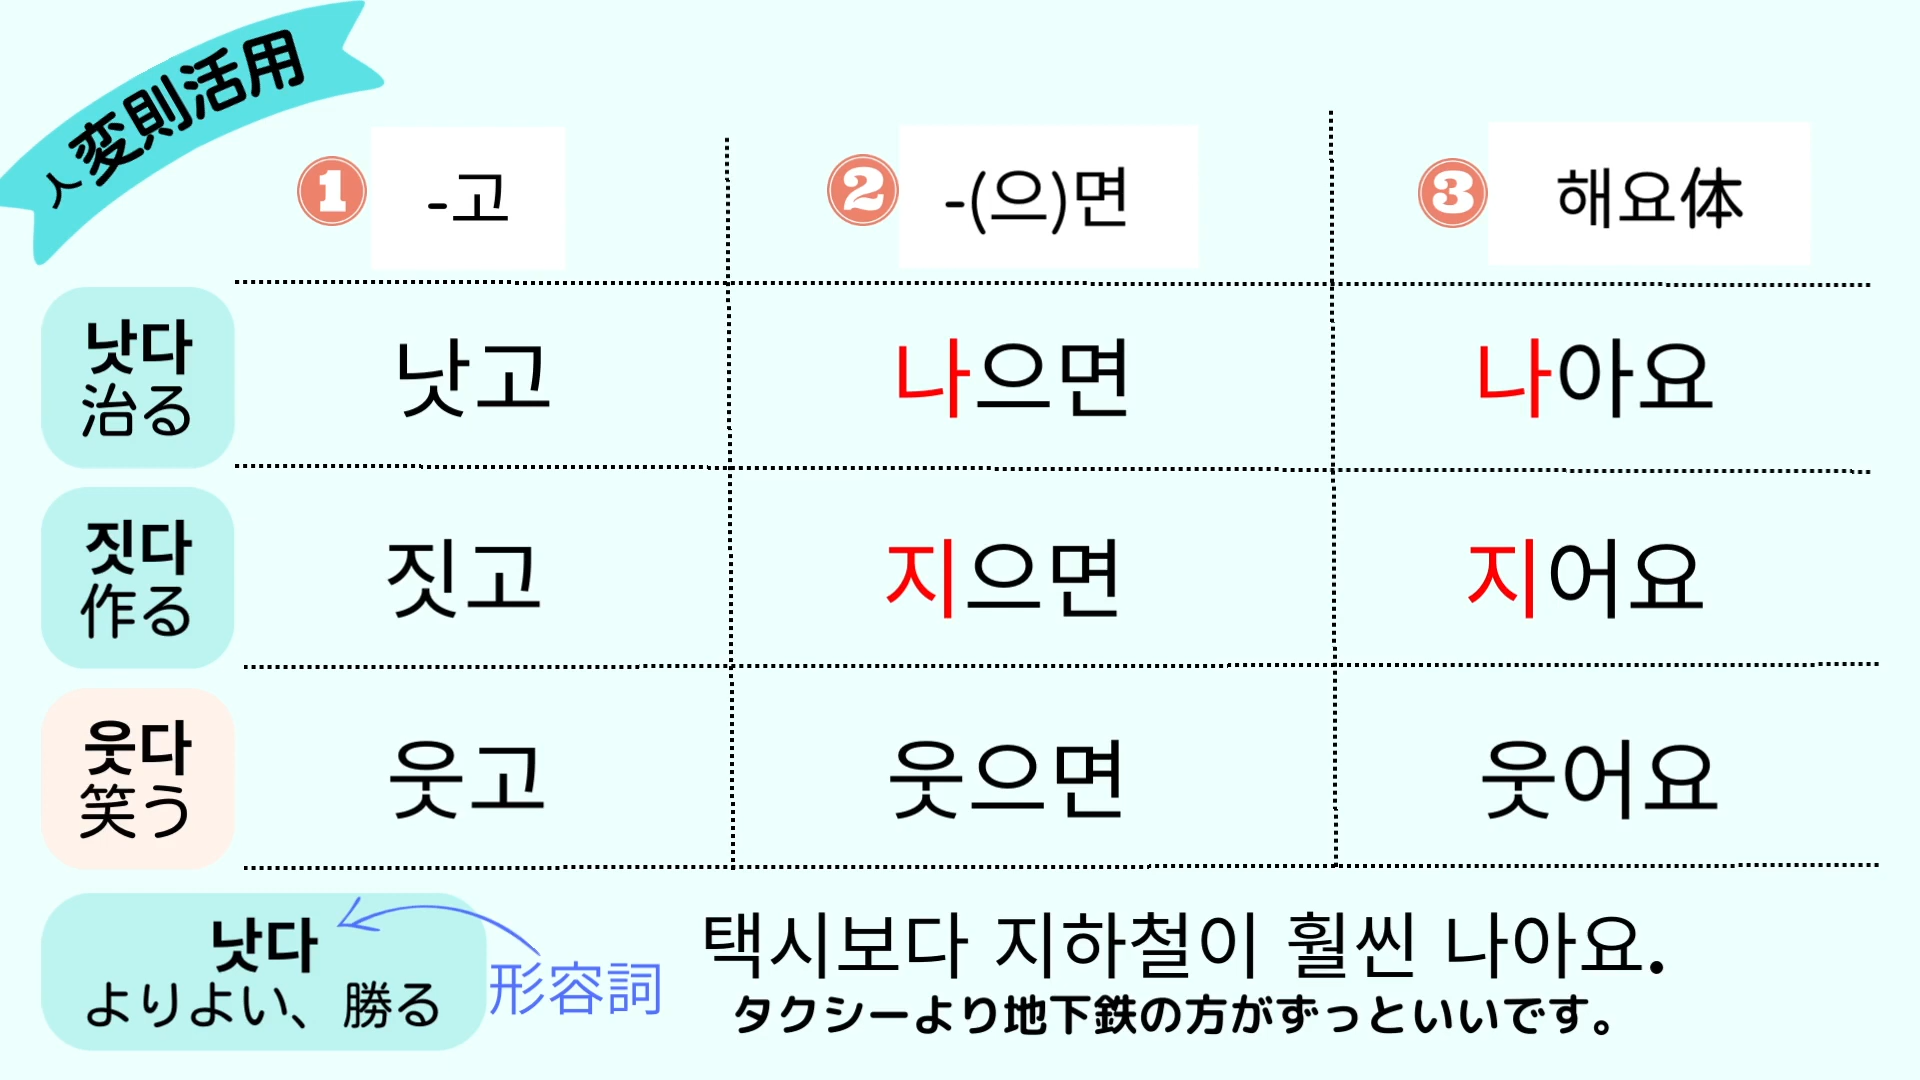 ㅅ変則活用
1 -고 2 -(으)면 3 해요体
낫다
治る
낫고 나으면 나아요
짓다
作る
짓고 지으면 지어요
웃다
笑う
웃고 웃으면 웃어요
낫다
よりよい、勝る
形容詞
택시보다 지하철이 훨씬 나아요.
タクシーより地下鉄の方がずっといいです。